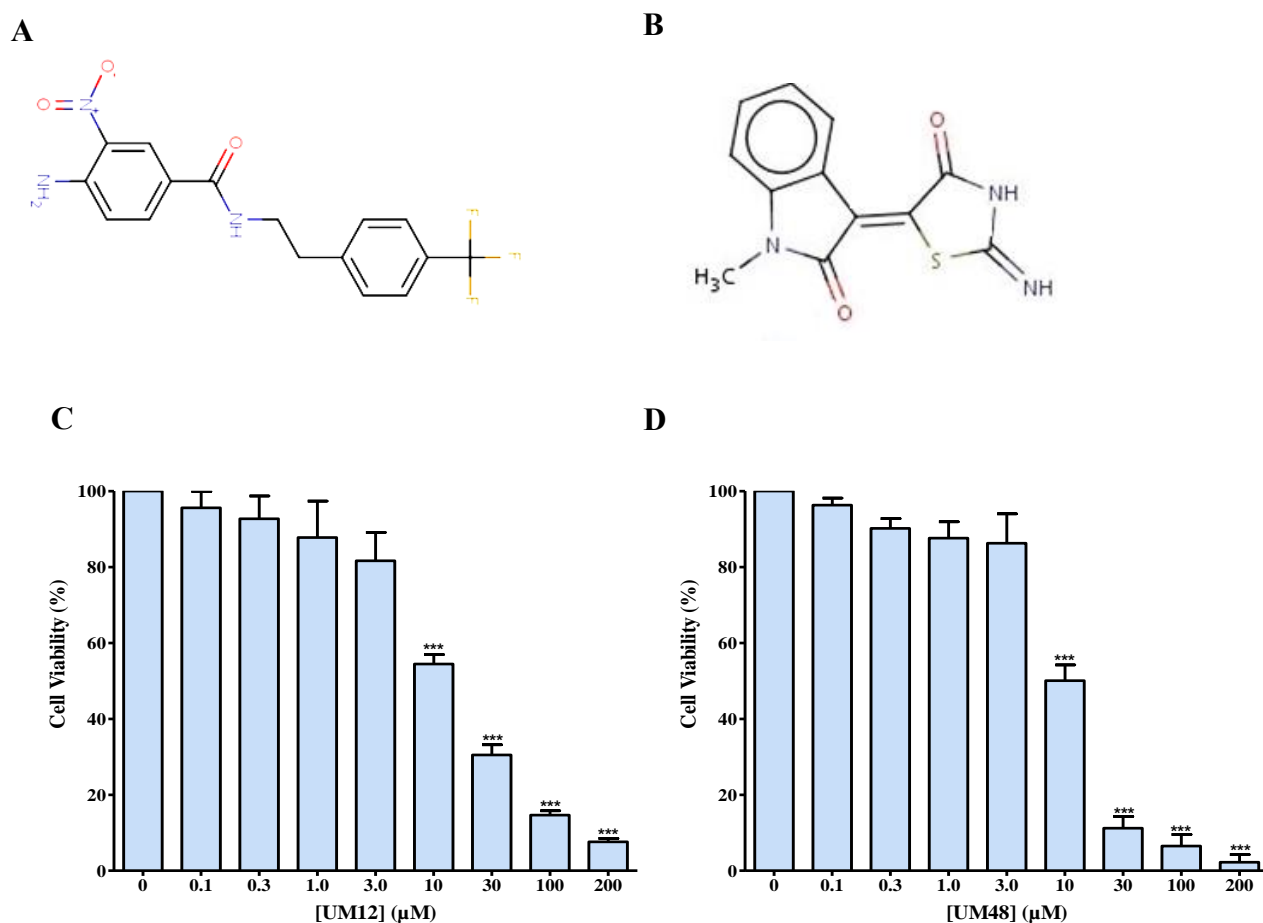 A
B
O-
O
N+
NH2
O
NH
F
F
F
O
NH
N
S
NH
H3C
O
C
D
Cell Viability (%)
100
80
60
40
20
0
***
***
***
***
0 0.1 0.3 1.0 3.0 10 30 100 200
[UM12] (µM)
Cell Viability (%)
100
80
60
40
20
0
***
***
***
***
0 0.1 0.3 1.0 3.0 10 30 100 200
[UM48] (µM)